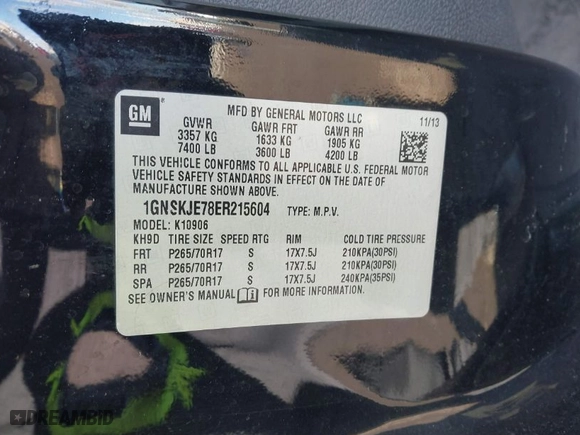 GM
MFD BY GENERAL MOTORS LLC
11/13
GVWR GAWR FRT GAWR RR
3357 KG 1633 KG 1905 KG
7400 LB 3600 LB 4200 LB
THIS VEHICLE CONFORMS TO ALL APPLICABLE U.S. FEDERAL MOTOR
VEHICLE SAFETY STANDARDS IN EFFECT ON THE DATE OF
MANUFACTURE SHOWN ABOVE.
1GNSKJE78ER215604 TYPE: M.P.V.
MODEL: K10906
KH9D TIRE SIZE SPEED RTG RIM COLD TIRE PRESSURE
FRT P265/70R17 S 17X7.5J 210KPA(30PSI)
RR P265/70R17 S 17X7.5J 210KPA(30PSI)
SPA P265/70R17 S 17X7.5J 240KPA(35PSI)
SEE OWNER'S MANUAL FOR MORE INFORMATION.
DREAMBID